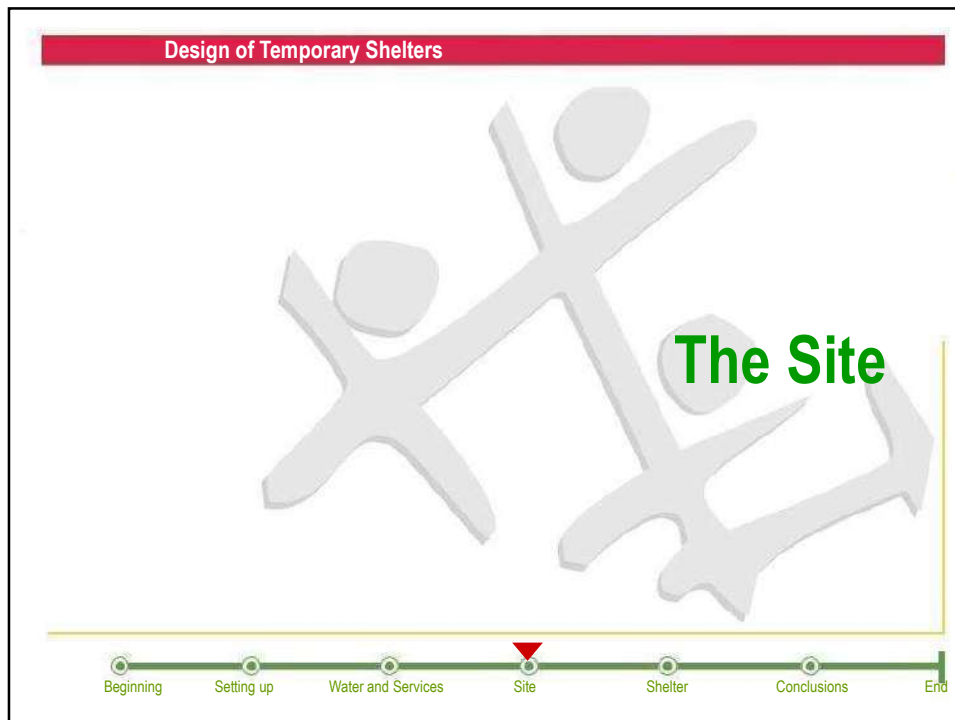 Design of Temporary Shelters
The Site
Beginning Setting up Water and Services Site Shelter Conclusions End